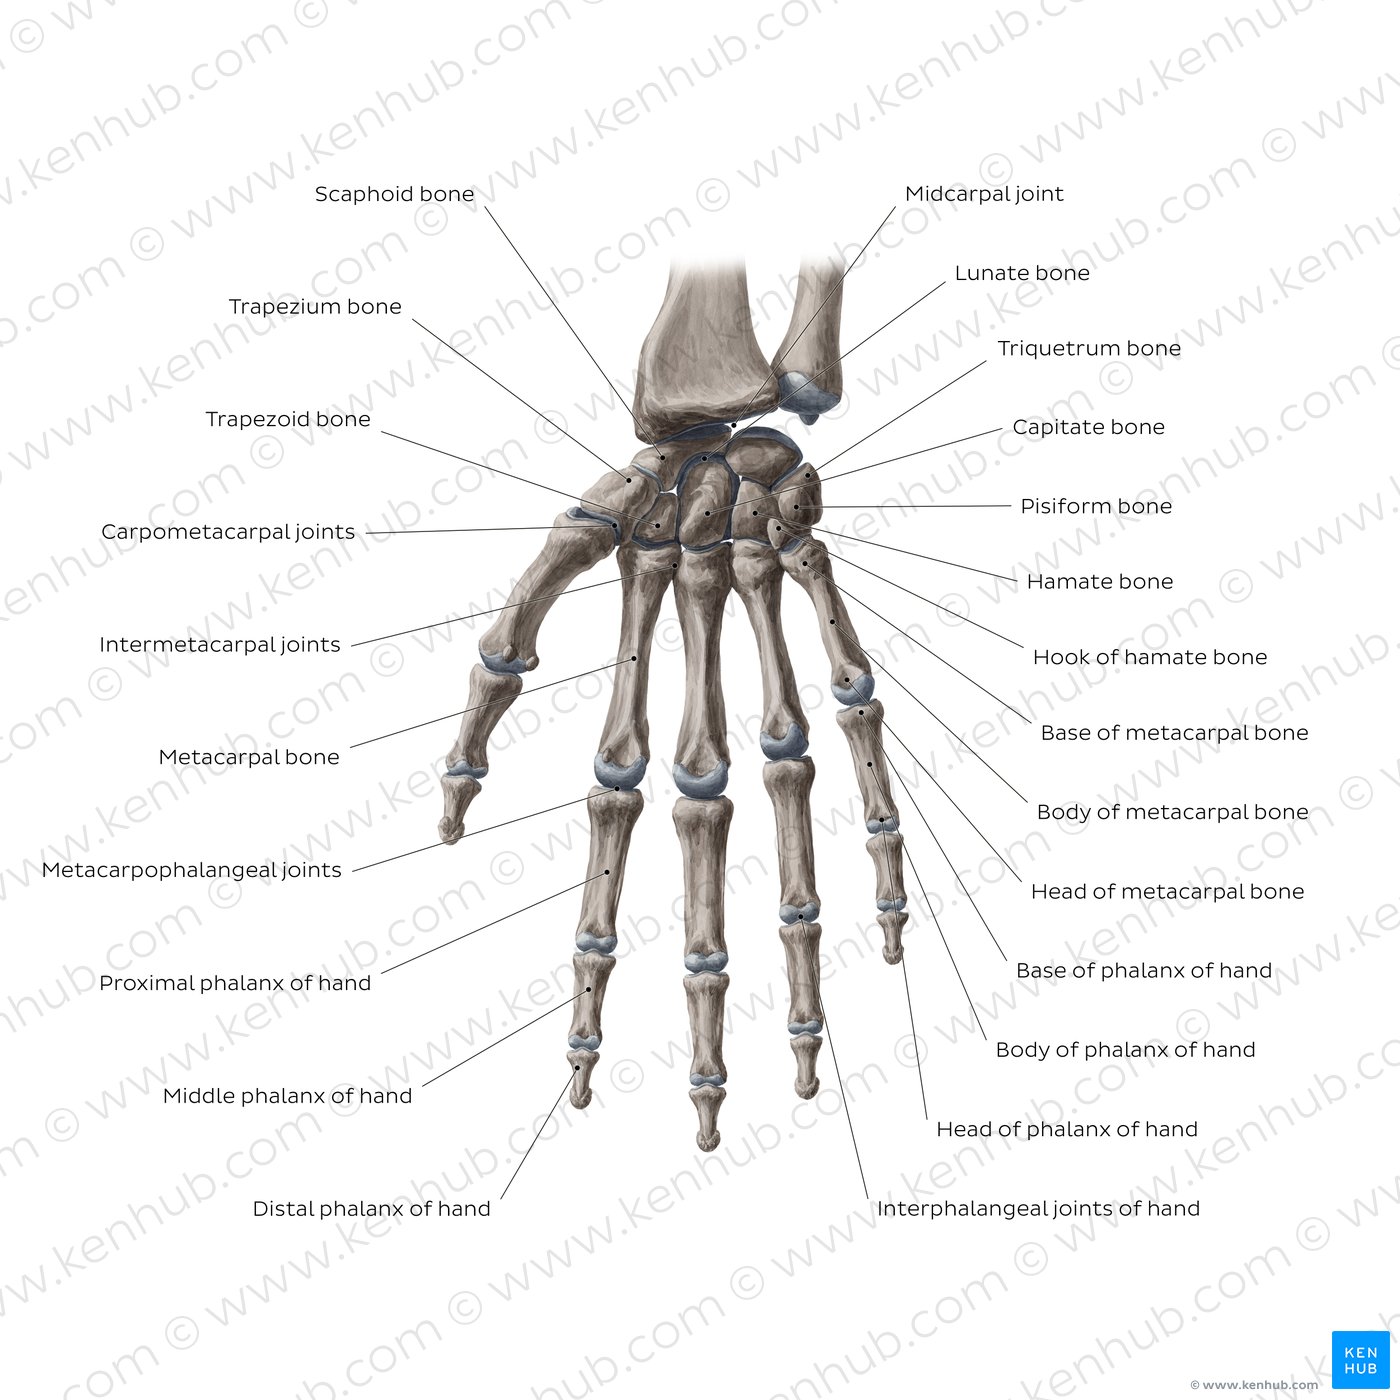 Scaphoid bone
Midcarpal joint
Lunate bone
Trapezium bone
Triquetrum bone
Trapezoid bone
Capitate bone
Pisiform bone
Carpometacarpal joints
Hamate bone
Intermetacarpal joints
Hook of hamate bone
Base of metacarpal bone
Metacarpal bone
Body of metacarpal bone
Metacarpophalangeal joints
Head of metacarpal bone
Base of phalanx of hand
Proximal phalanx of hand
Body of phalanx of hand
Middle phalanx of hand
Head of phalanx of hand
Distal phalanx of hand
Interphalangeal joints of hand
KEN
HUB
© www.kenhub.com